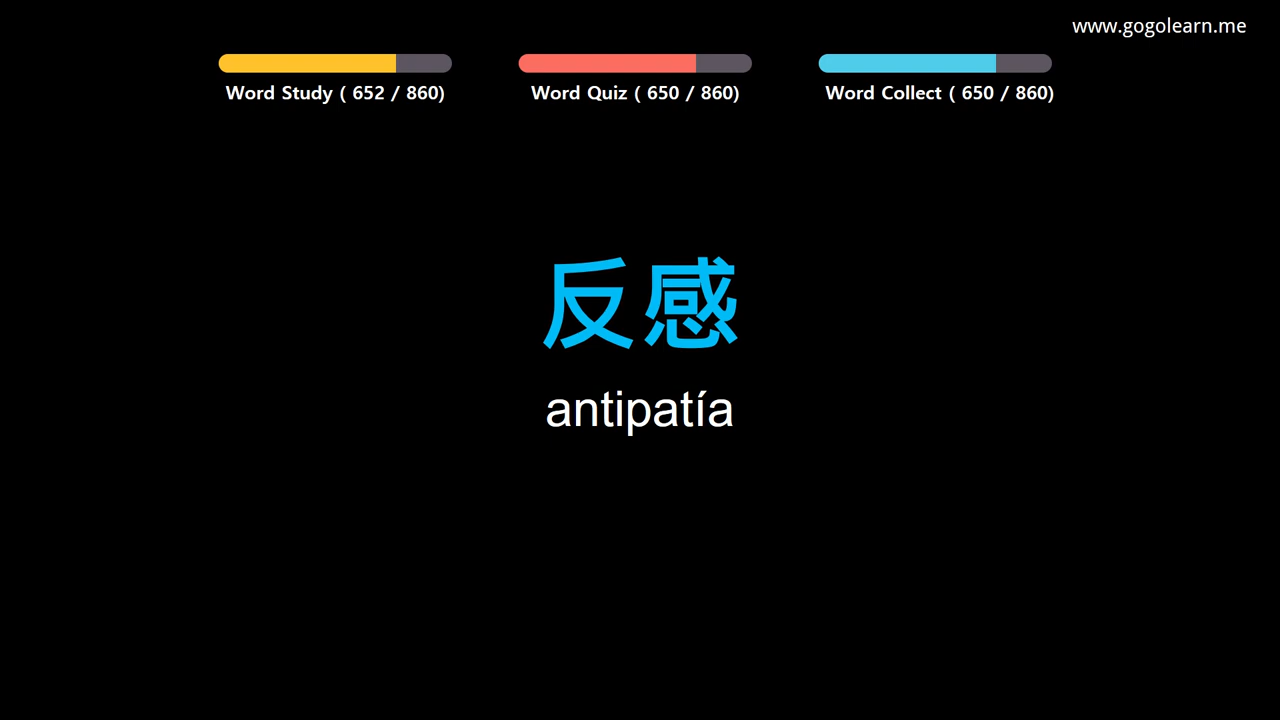 www.gogolearn.me
Word Study ( 652 / 860)
Word Quiz ( 650 / 860)
Word Collect ( 650 / 860)
反感
antipatía